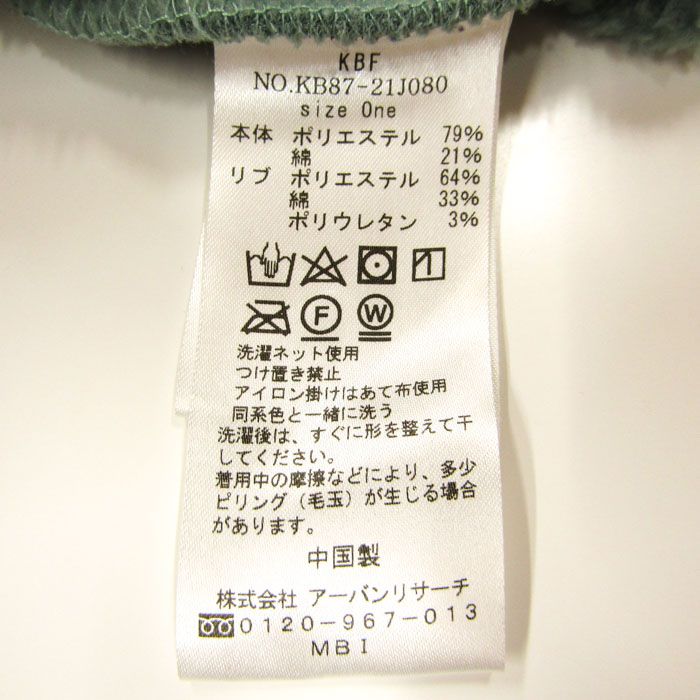 KBF
NO.KB87-21J080
size One
本体 ポリエステル 79%
綿 21%
リブ ポリエステル 64%
綿 33%
ポリウレタン 3%
F W
洗濯ネット使用
つけ置き禁止
アイロン掛けはあて布使用
同系色と一緒に洗う
洗濯後は、すぐに形を整えて干
してください。
着用中の摩擦などにより、多少
ピリング(毛玉)が生じる場合
があります。
中国製
株式会社 アーバンリサーチ
0120-967-013
MBI